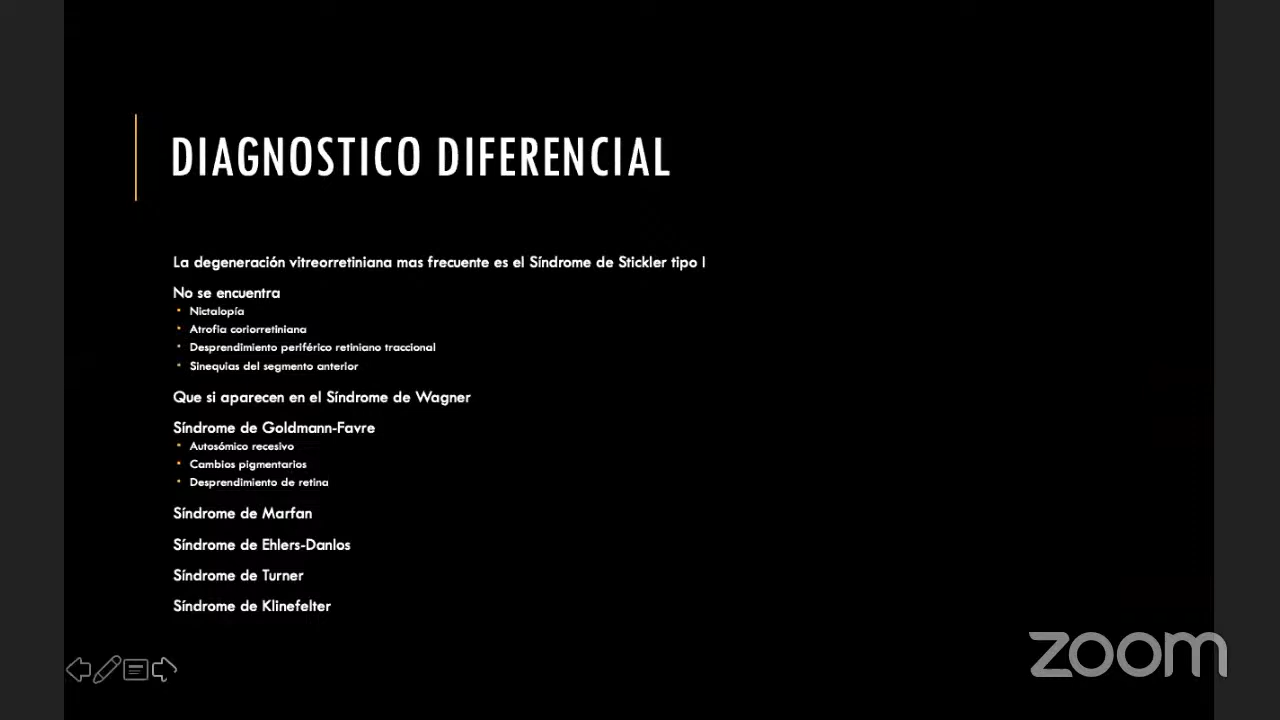 DIAGNOSTICO DIFERENCIAL
La degeneración vitreorretiniana mas frecuente es el Síndrome de Stickler tipo I
No se encuentra
Nictalopía
Atrofia coriorretiniana
Desprendimiento periférico retiniano traccional
Sinequias del segmento anterior
Que si aparecen en el Síndrome de Wagner
Síndrome de Goldmann-Favre
Autosómico recesivo
Cambios pigmentarios
Desprendimiento de retina
Síndrome de Marfan
Síndrome de Ehlers-Danlos
Síndrome de Turner
Síndrome de Klinefelter
zoom